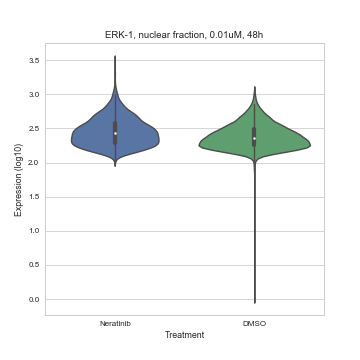 ERK-1, nuclear fraction, 0.01uM, 48h
3.5
3.0
2.5
2.0
1.5
1.0
0.5
0.0
Expression (log10)
Neratinib DMSO
Treatment